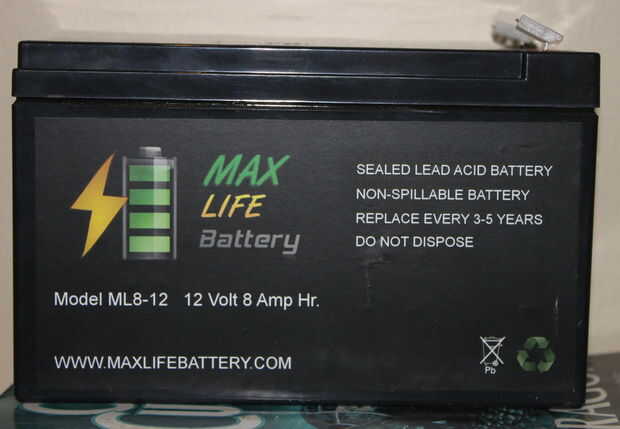 MAX
LIFE
Battery
SEALED LEAD ACID BATTERY
NON-SPILLABLE BATTERY
REPLACE EVERY 3-5 YEARS
DO NOT DISPOSE
Model ML8-12 12 Volt 8 Amp Hr.
WWW.MAXLIFEBATTERY.COM
Pb